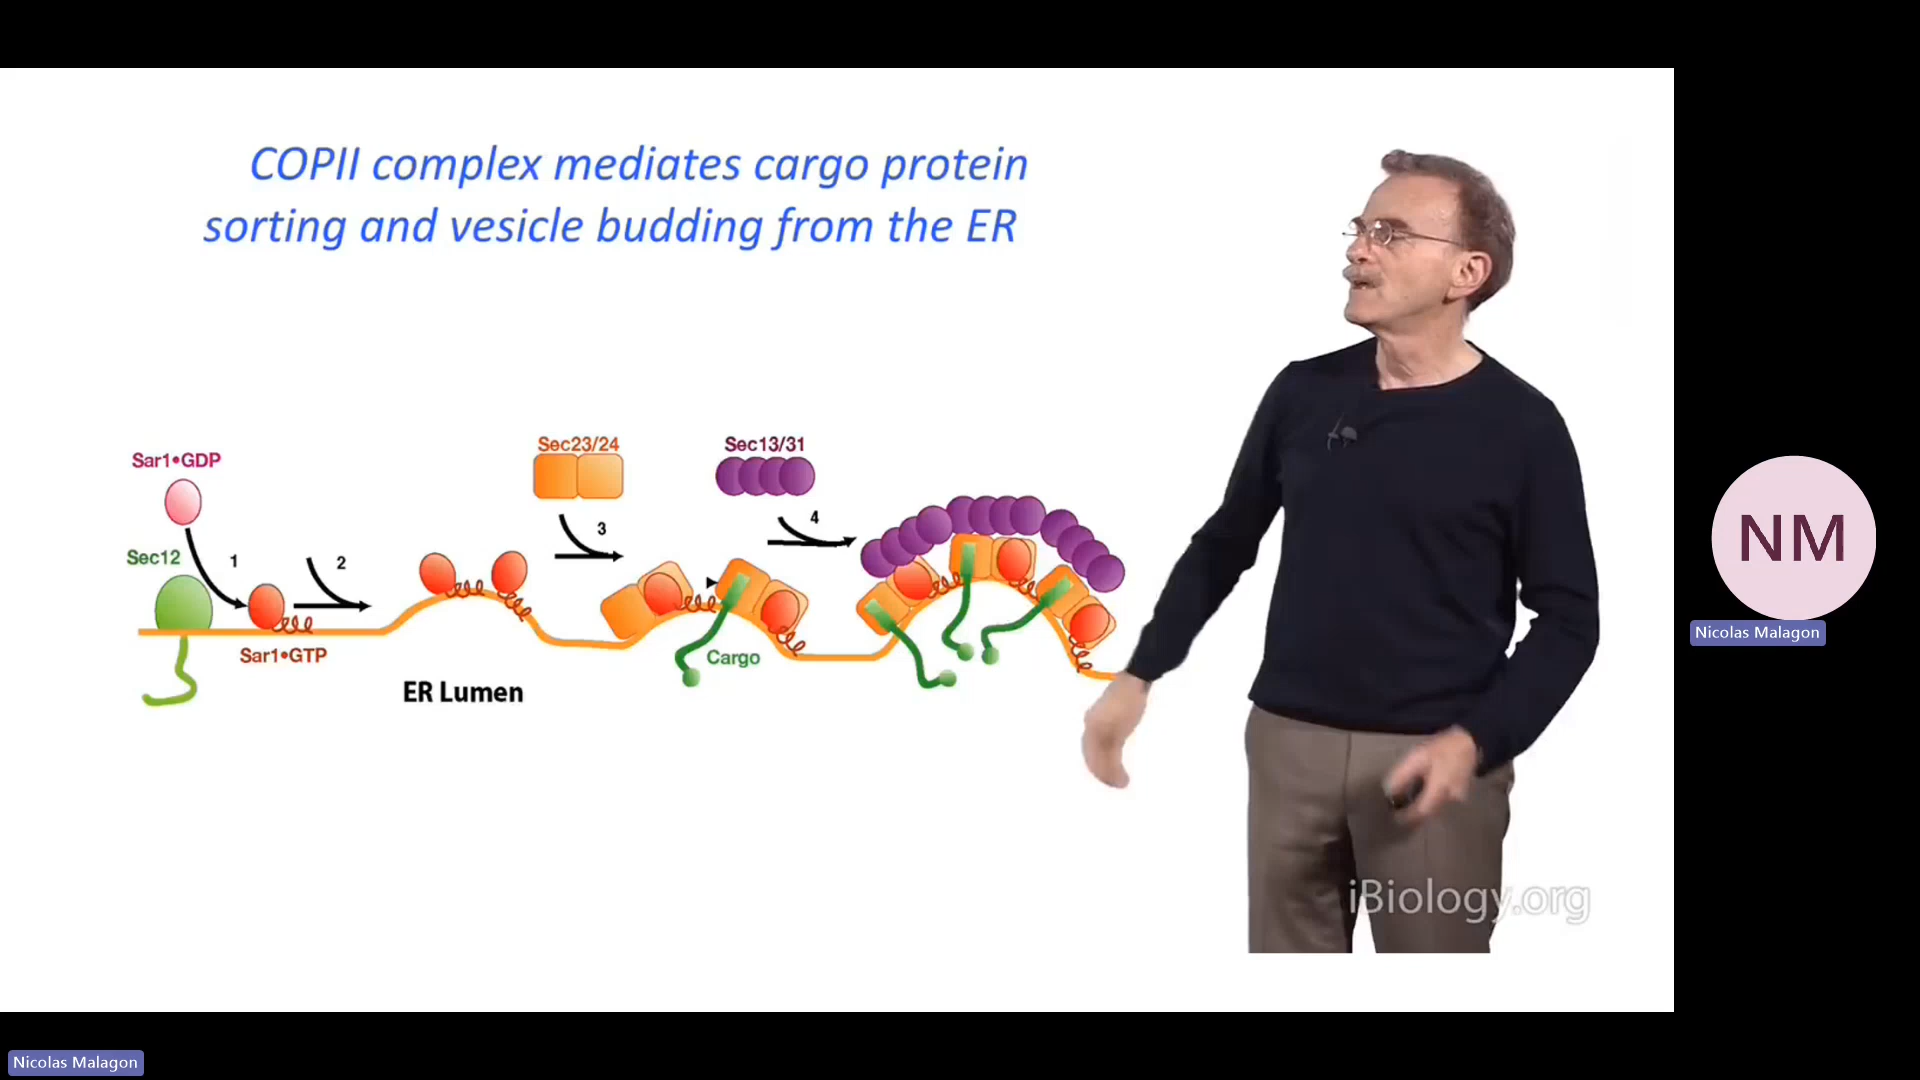 COPII complex mediates cargo protein
sorting and vesicle budding from the ER
Sec23/24
Sec13/31
Sar1•GDP
3
4
Sec12
1
2
Sar1•GTP
Cargo
ER Lumen
iBiology.org
NM
Nicolas Malagon
Nicolas Malagon